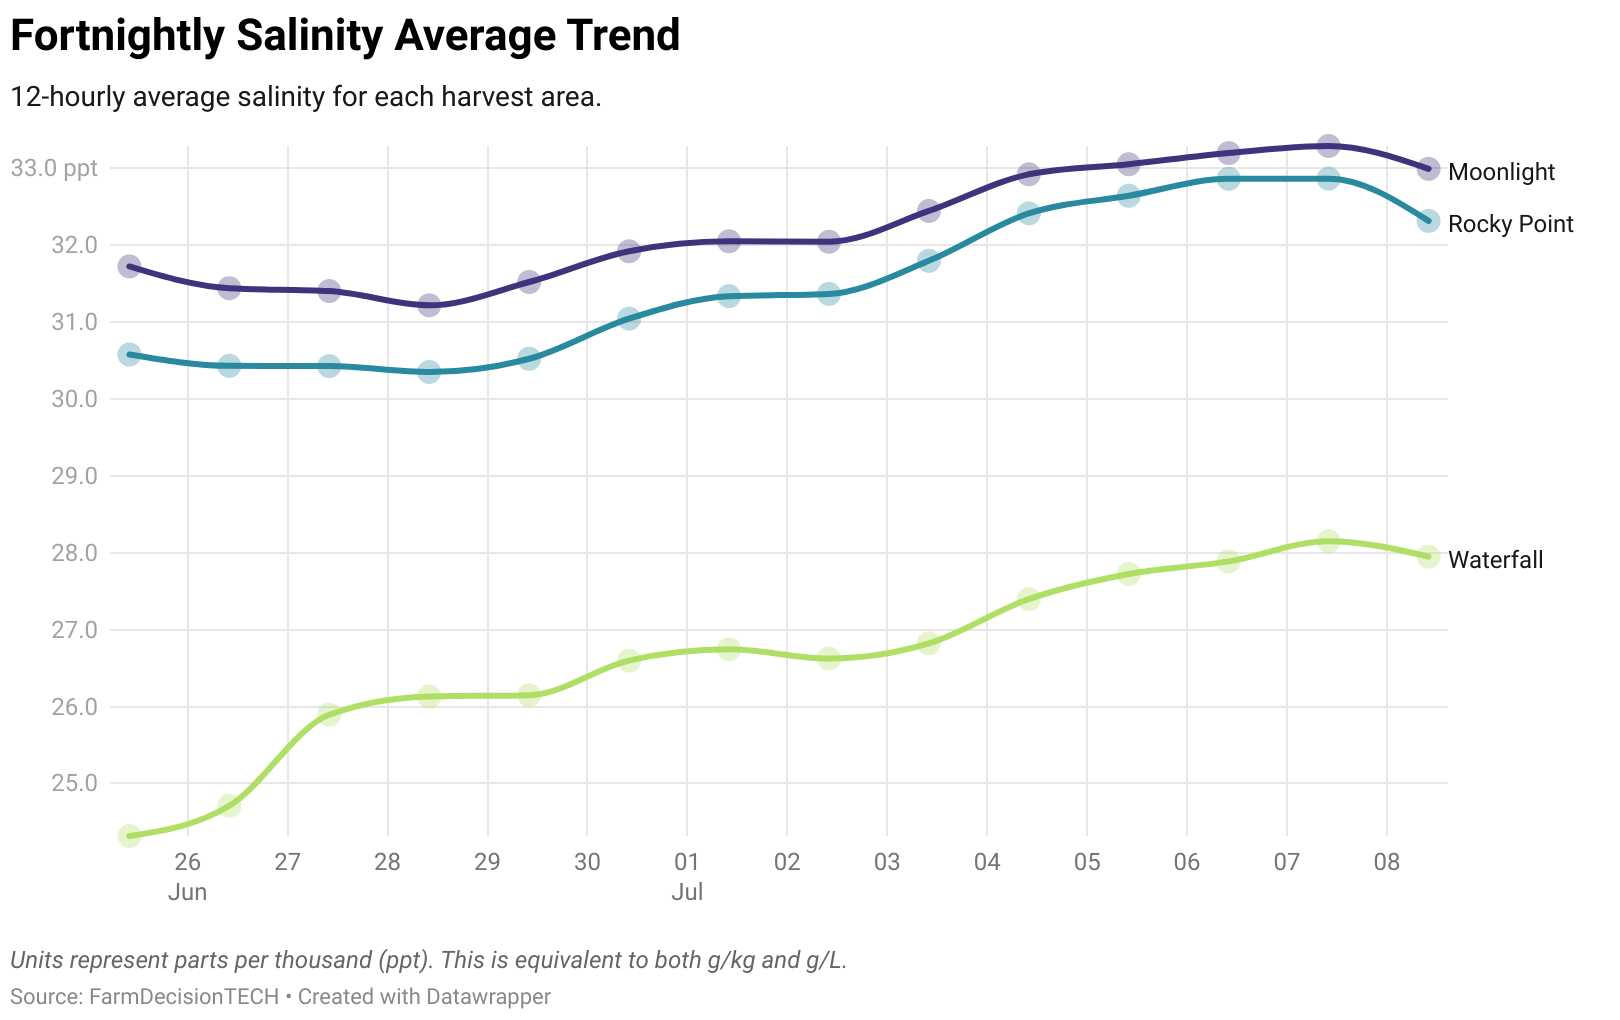 Fortnightly Salinity Average Trend
12-hourly average salinity for each harvest area.
33.0 ppt
32.0
31.0
30.0
29.0
28.0
27.0
26.0
25.0
Moonlight
Rocky Point
Waterfall
26 27 28 29 30 01 02 03 04 05 06 07 08
Jun Jul
Units represent parts per thousand (ppt). This is equivalent to both g/kg and g/L.
Source: FarmDecisionTECH • Created with Datawrapper